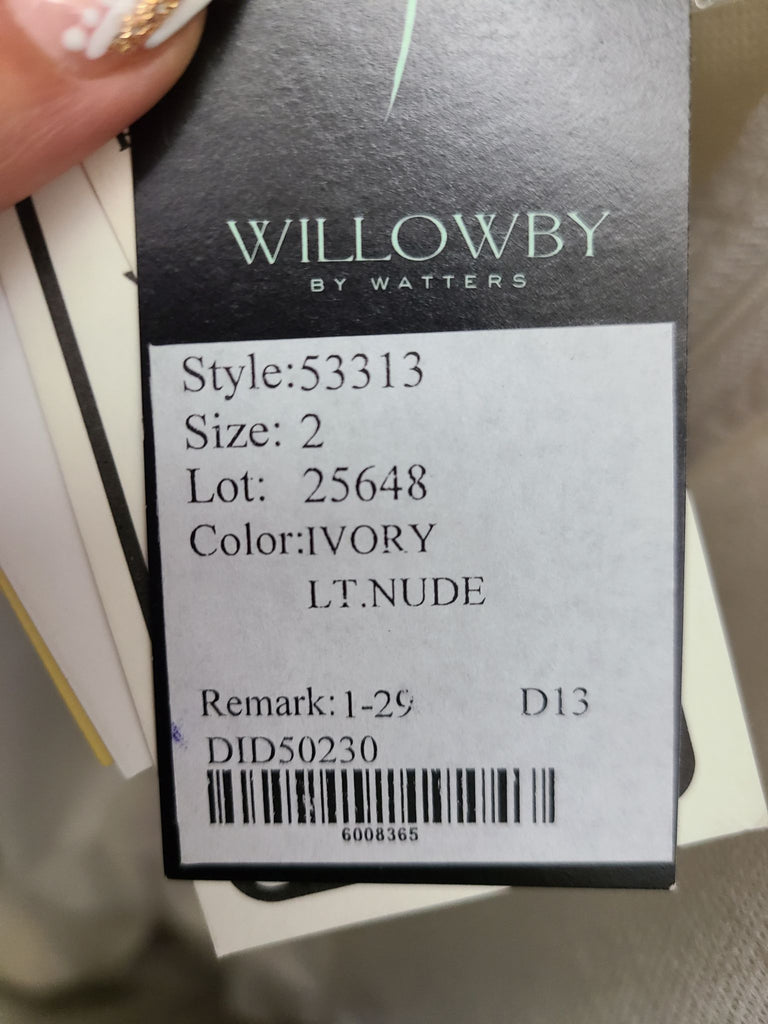 WILLOWBY
BY WATTERS
Style:53313
Size: 2
Lot: 25648
Color:IVORY
LT.NUDE
Remark:1-29 D13
DID50230
6008365